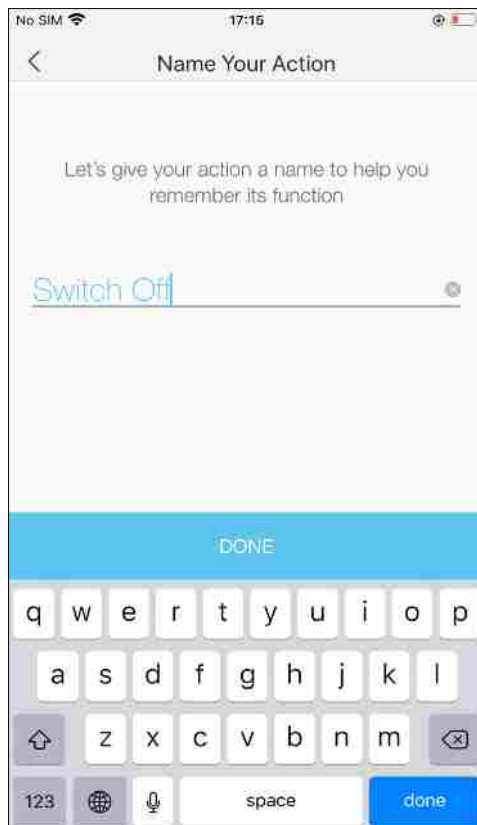 No SIM 17:15
Name Your Action
Let's give your action a name to help you
remember its function
Switch Off
DONE
q w e r t y u i o p
a s d f g h j k l
z x c v b n m
123 space done